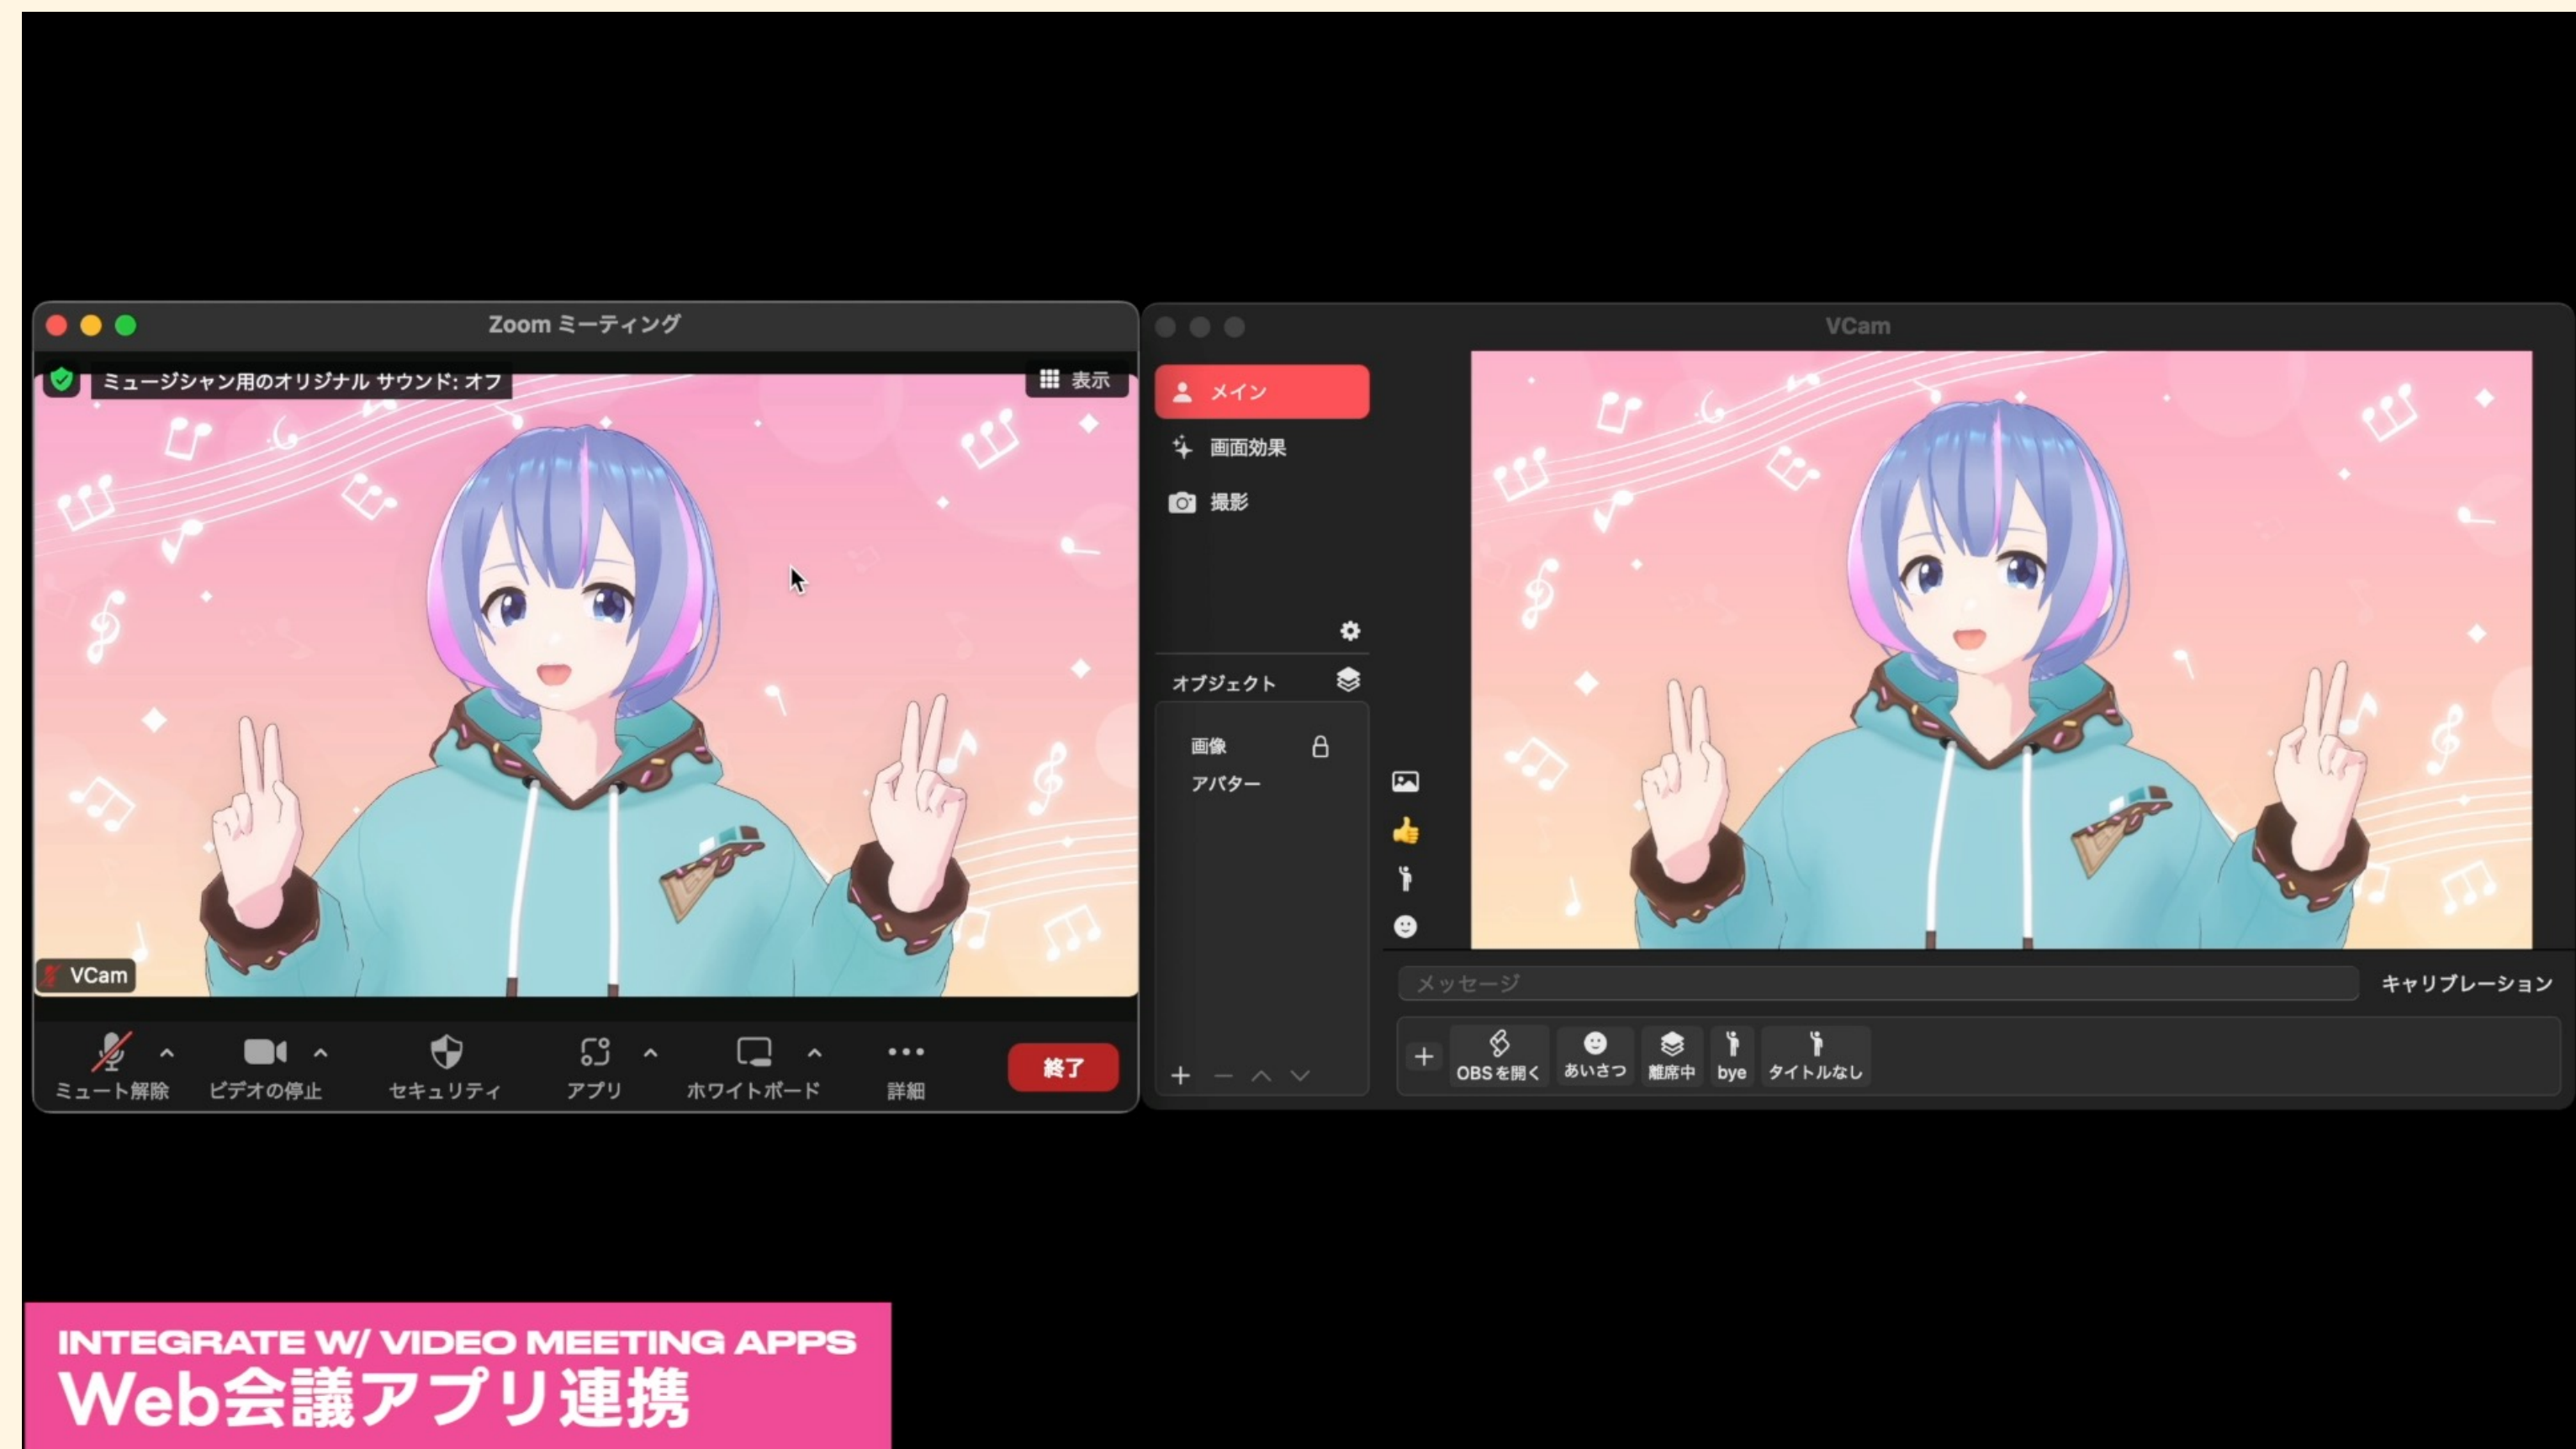 Zoom ミーティング
ミュージシャン用のオリジナル サウンド: オフ
表示
VCam
ミュート解除
ビデオの停止
セキュリティ
アプリ
ホワイトボード
詳細
終了
VCam
メイン
画面効果
撮影
オブジェクト
画像
アバター
メッセージ
キャリブレーション
OBSを開く
あいさつ
離席中
bye
タイトルなし
INTEGRATE W/ VIDEO MEETING APPS
Web会議アプリ連携